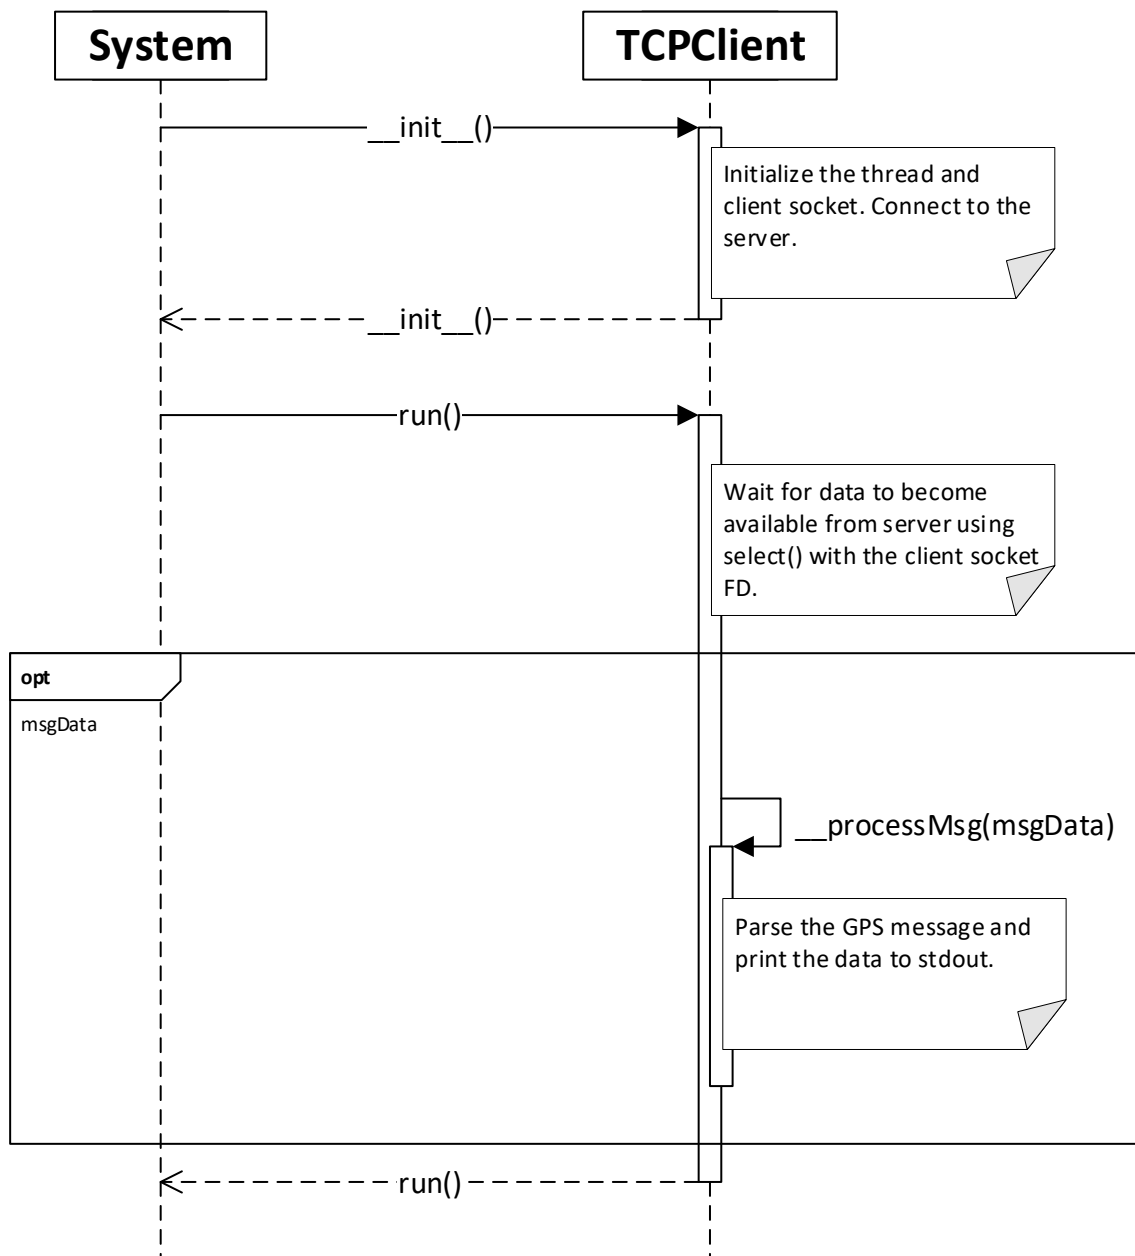 System
TCPClient
__init__()
Initialize the thread and
client socket. Connect to the
server.
__init__()
run()
Wait for data to become
available from server using
select() with the client socket
FD.
opt
msgData
__processMsg(msgData)
Parse the GPS message and
print the data to stdout.
run()